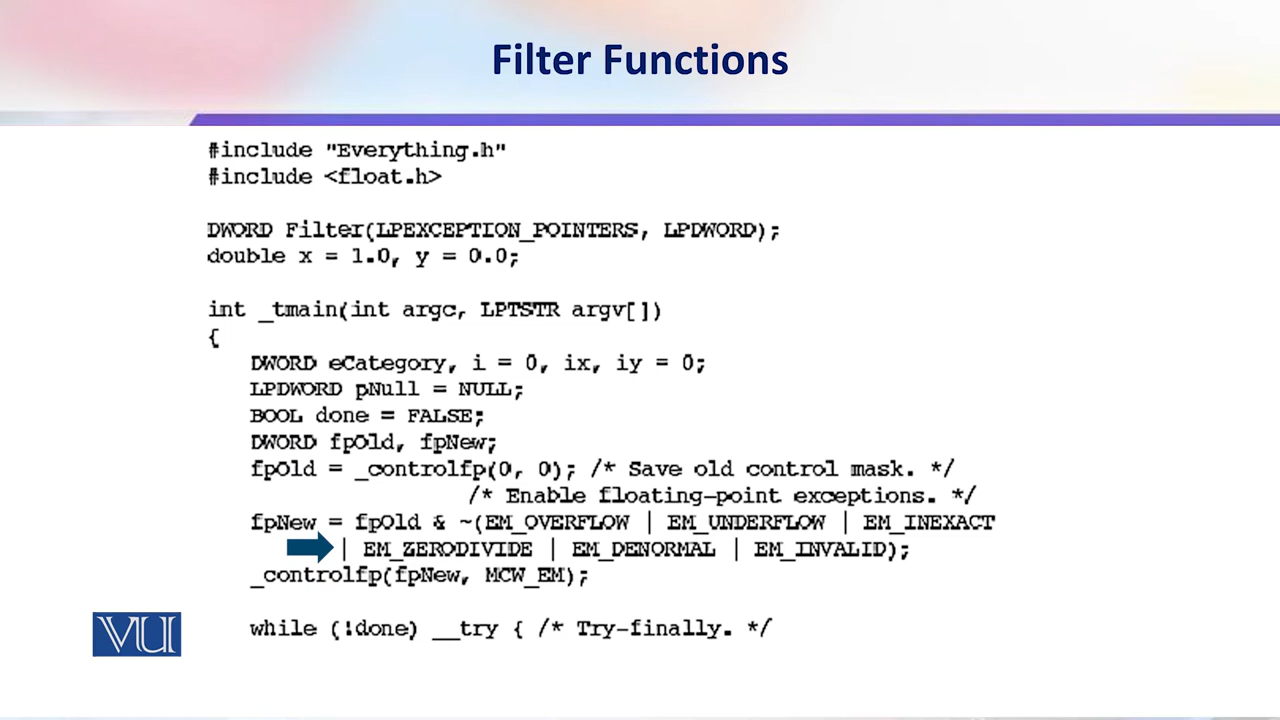 Filter Functions
#include "Everything.h"
#include <float.h>
DWORD Filter(LPEXCEPTION_POINTERS, LPDWORD);
double x = 1.0, y = 0.0;
int _tmain(int argc, LPTSTR argv[])
{
DWORD eCategory, i = 0, ix, iy = 0;
LPDWORD pNull = NULL;
BOOL done = FALSE;
DWORD fpOld, fpNew;
fpOld = _controlfp(0, 0); /* Save old control mask. */
/* Enable floating-point exceptions. */
fpNew = fpOld & ~(EM_OVERFLOW | EM_UNDERFLOW | EM_INEXACT
| EM_ZERODIVIDE | EM_DENORMAL | EM_INVALID);
_controlfp(fpNew, MCW_EM);
while (!done) __try { /* Try-finally. */
VU